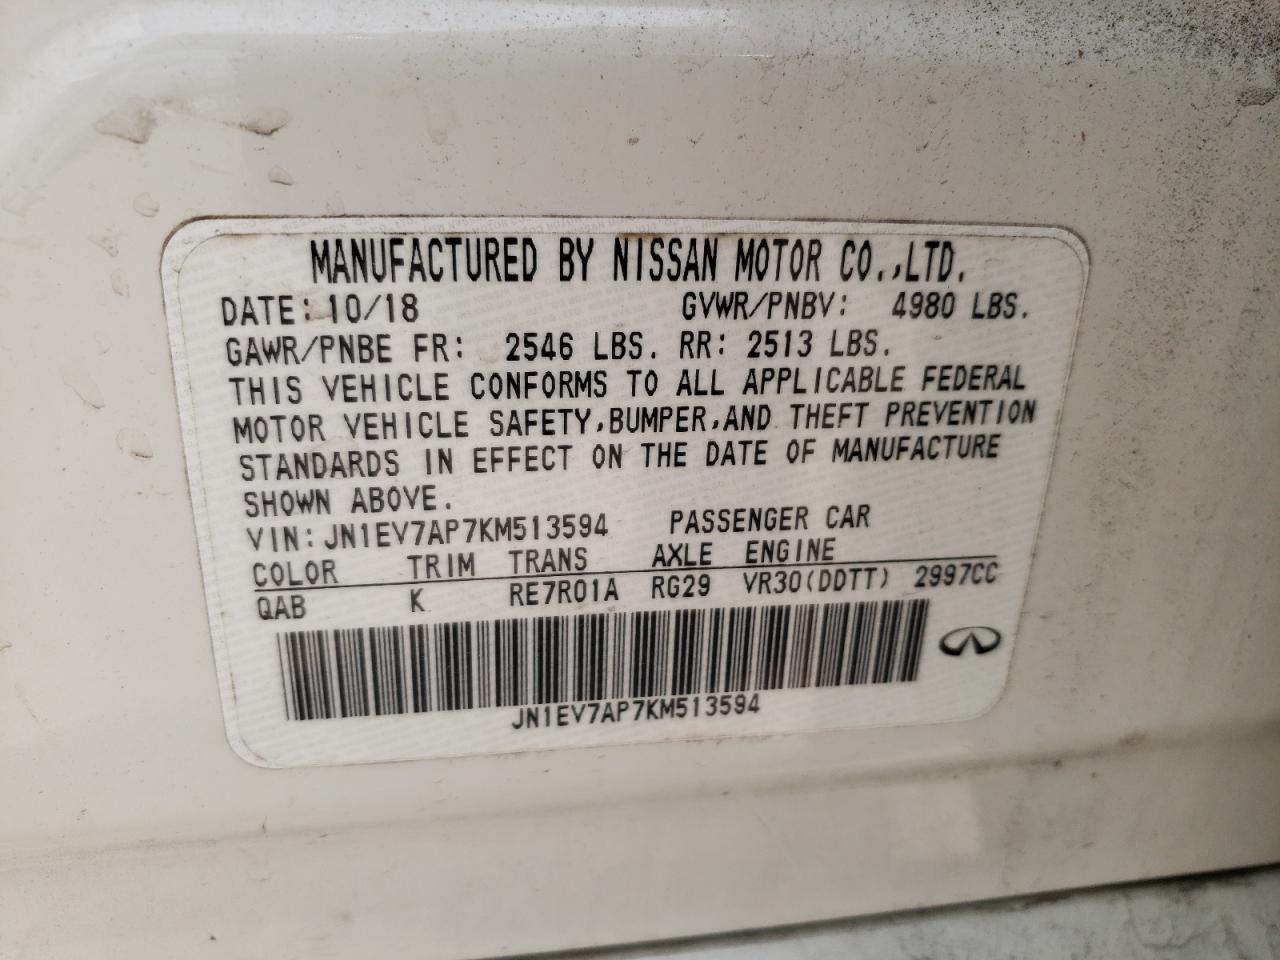 MANUFACTURED BY NISSAN MOTOR CO.,LTD.
DATE: 10/18 GVWR/PNBV: 4980 LBS.
GAWR/PNBE FR: 2546 LBS. RR: 2513 LBS.
THIS VEHICLE CONFORMS TO ALL APPLICABLE FEDERAL
MOTOR VEHICLE SAFETY,BUMPER,AND THEFT PREVENTION
STANDARDS IN EFFECT ON THE DATE OF MANUFACTURE
SHOWN ABOVE.
VIN:JN1EV7AP7KM513594 PASSENGER CAR
COLOR TRIM TRANS AXLE ENGINE
QAB K RE7R01A RG29 VR30(DDTT) 2997CC
JN1EV7AP7KM513594